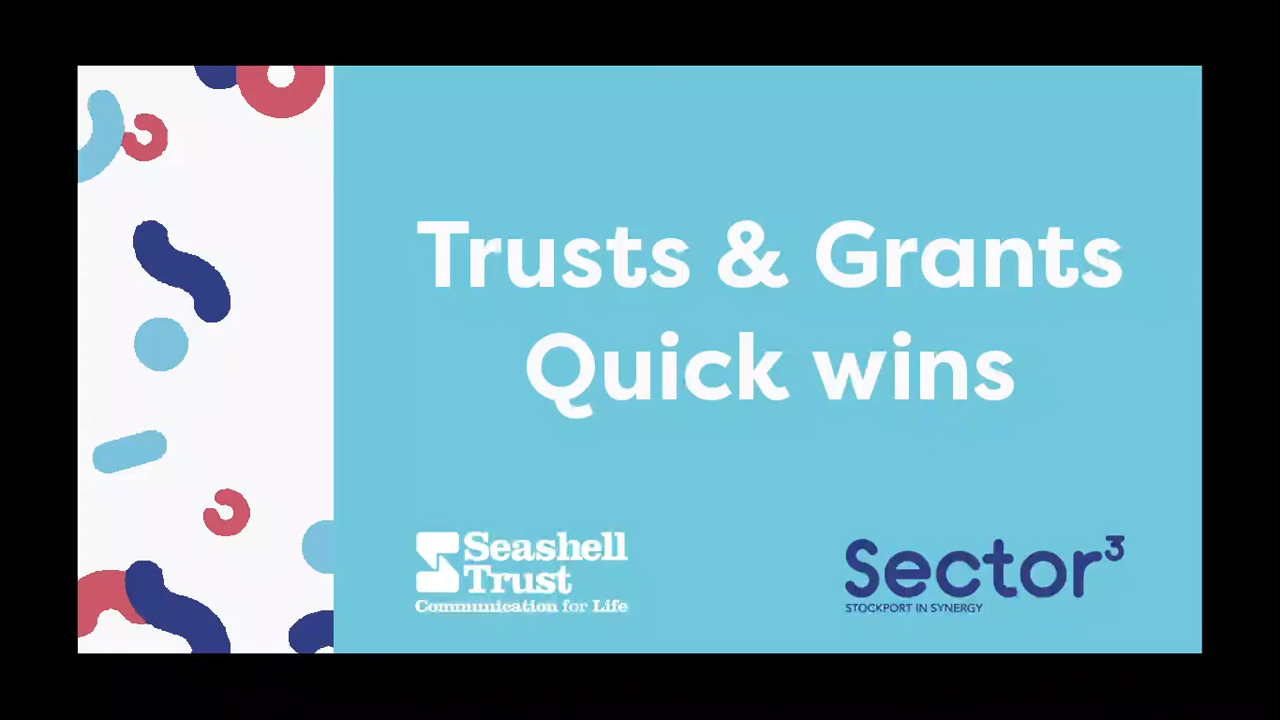 Trusts & Grants
Quick wins
Seashell
Trust
Communication for Life
Sector³
STOCKPORT IN SYNERGY